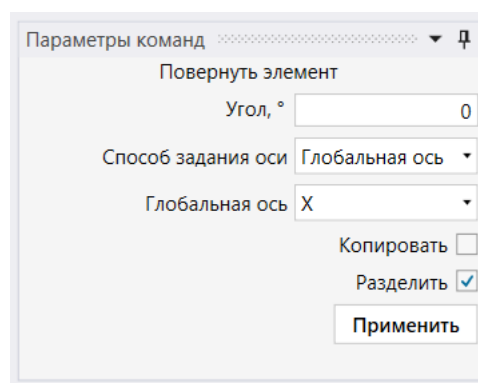 Параметры команд
Повернуть элемент
Угол, ° 0
Способ задания оси Глобальная ось
Глобальная ось X
Копировать
Разделить
Применить